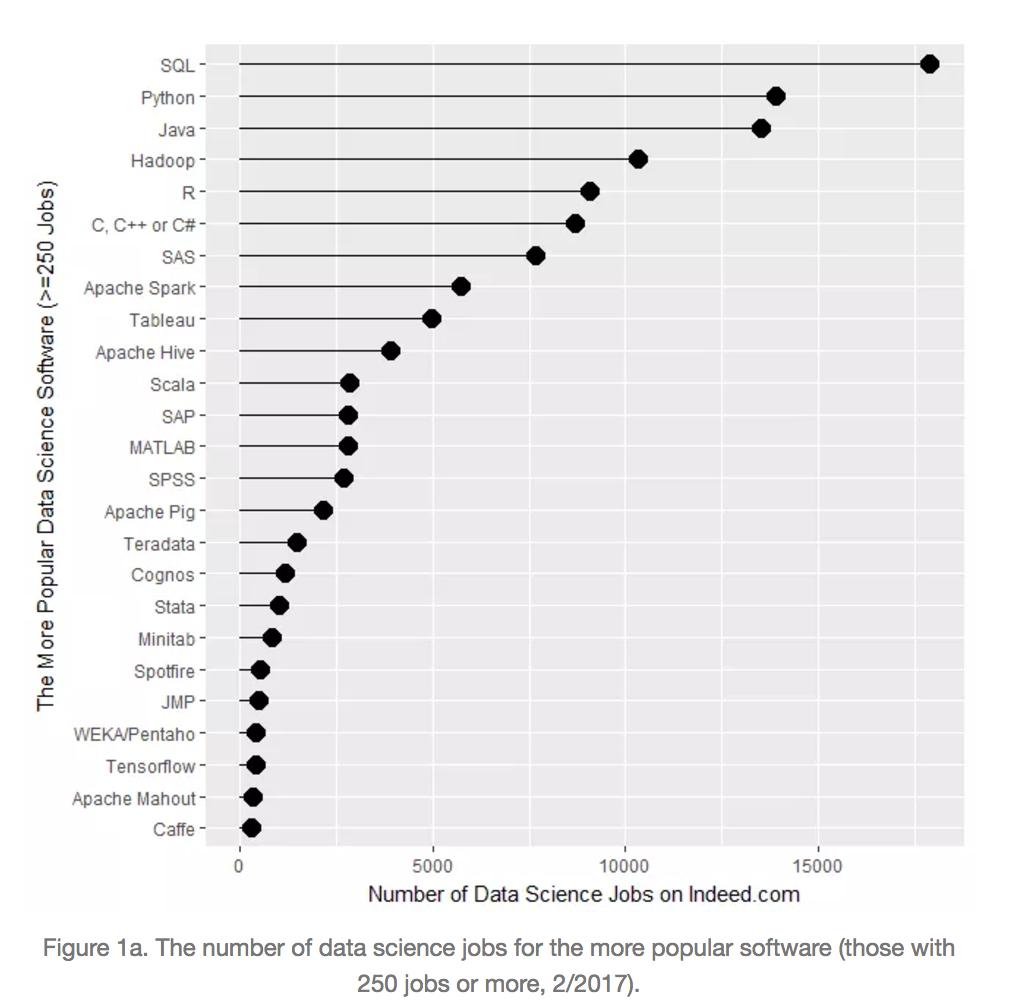 The More Popular Data Science Software (>=250 Jobs)
SQL
Python
Java
Hadoop
R
C, C++ or C#
SAS
Apache Spark
Tableau
Apache Hive
Scala
SAP
MATLAB
SPSS
Apache Pig
Teradata
Cognos
Stata
Minitab
Spotfire
JMP
WEKA/Pentaho
Tensorflow
Apache Mahout
Caffe
0 5000 10000 15000
Number of Data Science Jobs on Indeed.com
Figure 1a. The number of data science jobs for the more popular software (those with
250 jobs or more, 2/2017).